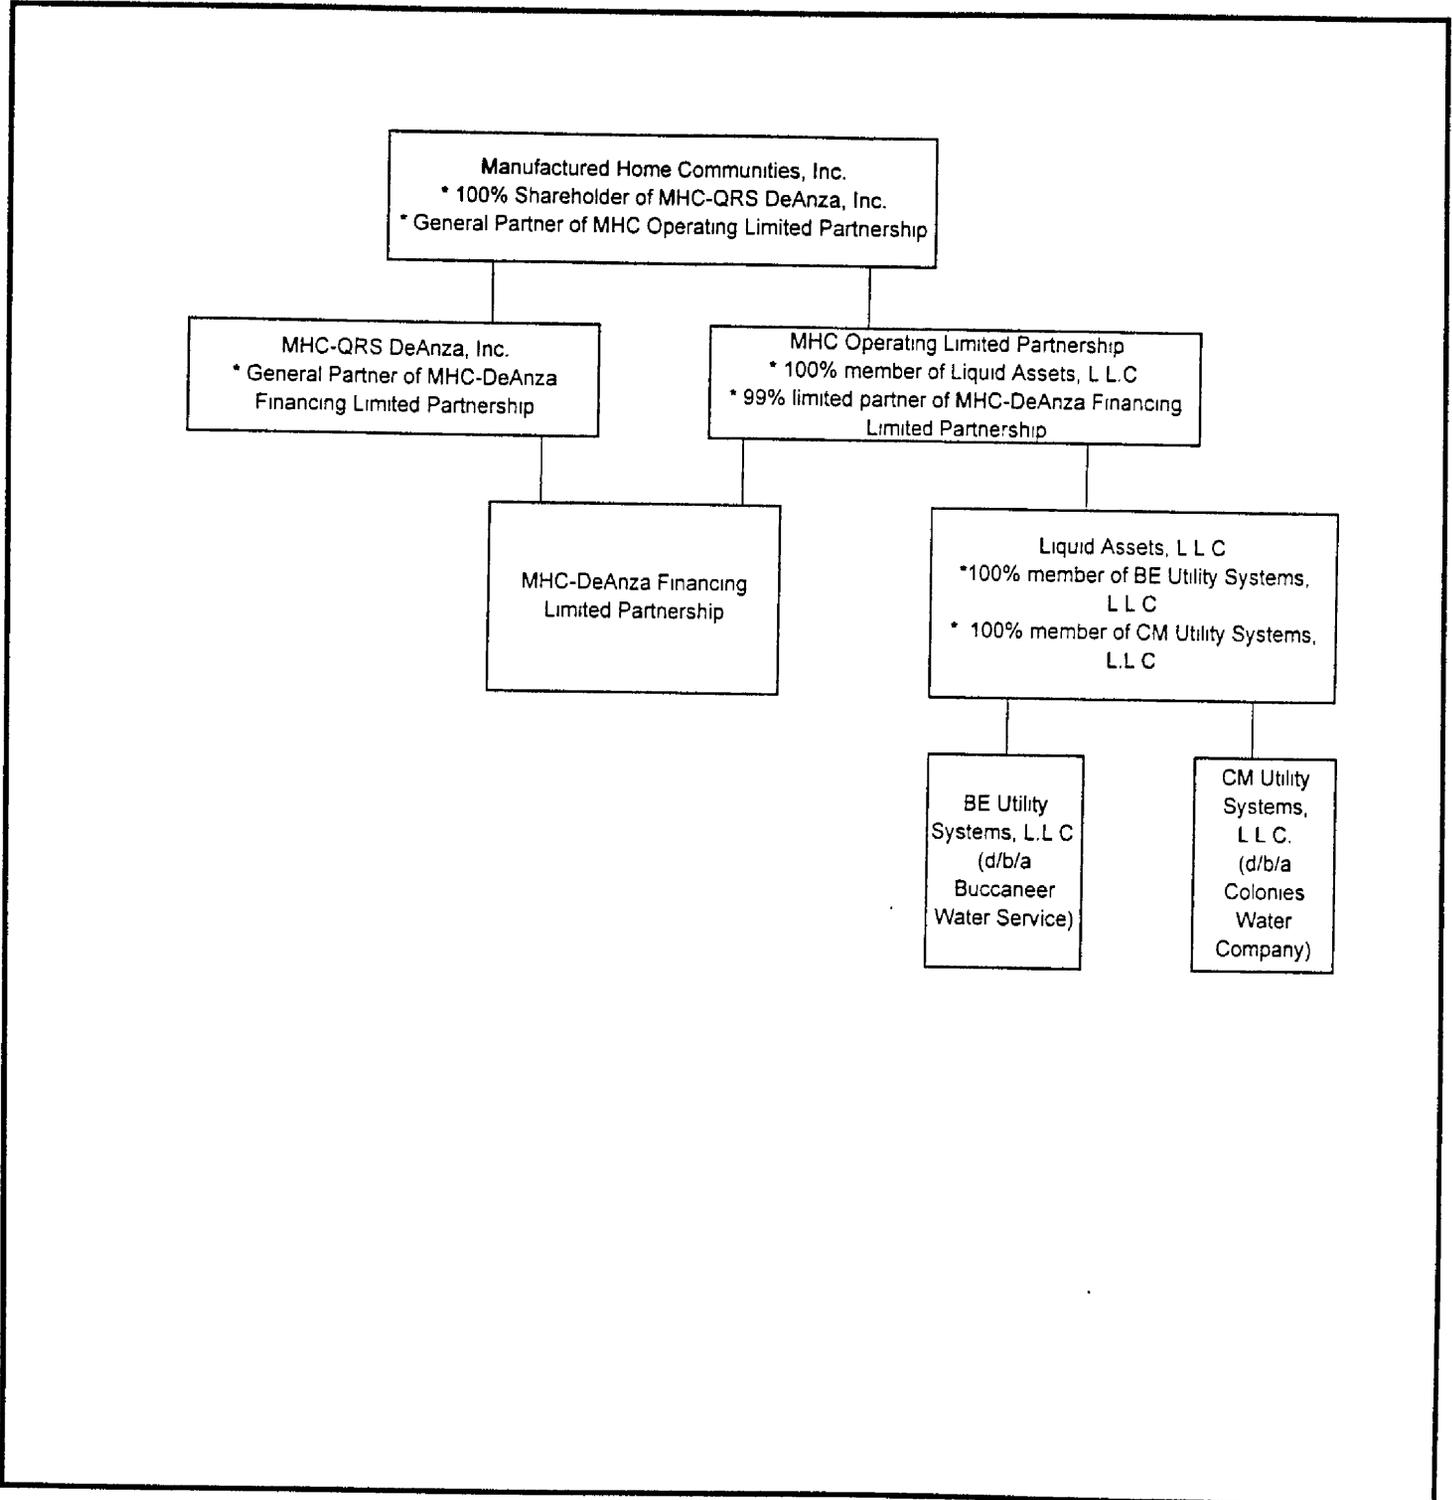 Manufactured Home Communities, Inc.
* 100% Shareholder of MHC-QRS DeAnza, Inc.
* General Partner of MHC Operating Limited Partnership
MHC-QRS DeAnza, Inc.
* General Partner of MHC-DeAnza
Financing Limited Partnership
MHC Operating Limited Partnership
* 100% member of Liquid Assets, L L.C
* 99% limited partner of MHC-DeAnza Financing
Limited Partnership
MHC-DeAnza Financing
Limited Partnership
Liquid Assets, L L C
*100% member of BE Utility Systems,
L L C
* 100% member of CM Utility Systems,
L.L C
BE Utility
Systems, L.L C
(d/b/a
Buccaneer
Water Service)
CM Utility
Systems,
L L C.
(d/b/a
Colonies
Water
Company)